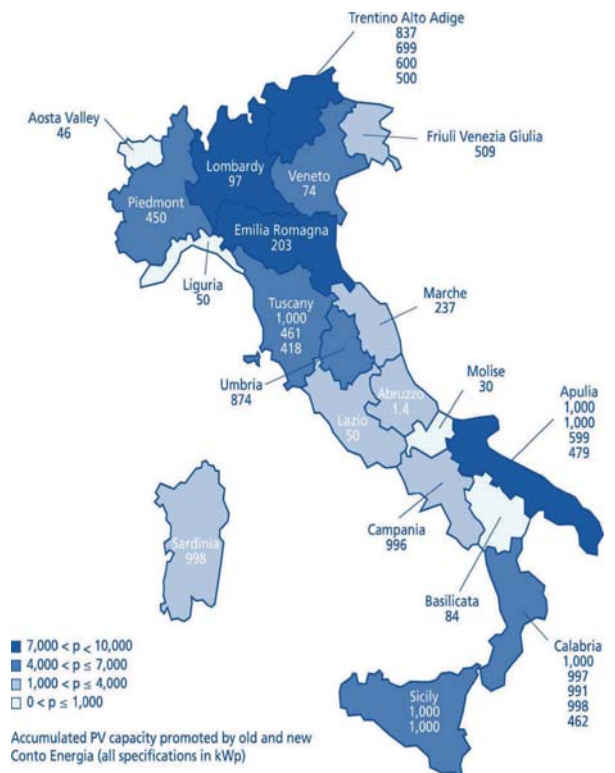 Trentino Alto Adige
837
699
600
500
Aosta Valley
46
Friuli Venezia Giulia
509
Lombardy
97
Veneto
74
Piedmont
450
Emilia Romagna
203
Liguria
50
Tuscany
1,000
461
418
Marche
237
Umbria
874
Abruzzo
1.4
Molise
30
Lazio
50
Apulia
1,000
1,000
599
479
Campania
996
Sardinia
998
Basilicata
84
Calabria
1,000
997
991
998
462
Sicily
1,000
1,000
7,000 < p < 10,000
4,000 < p ≤ 7,000
1,000 < p ≤ 4,000
0 < p ≤ 1,000
Accumulated PV capacity promoted by old and new
Conto Energia (all specifications in kWp)